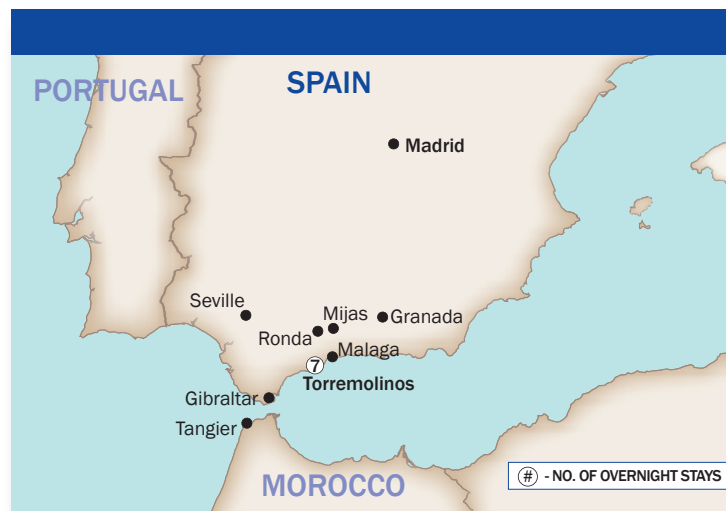 PORTUGAL
SPAIN
Madrid
Seville
Mijas
Granada
Ronda
Malaga
7
Torremolinos
Gibraltar
Tangier
MOROCCO
# - NO. OF OVERNIGHT STAYS